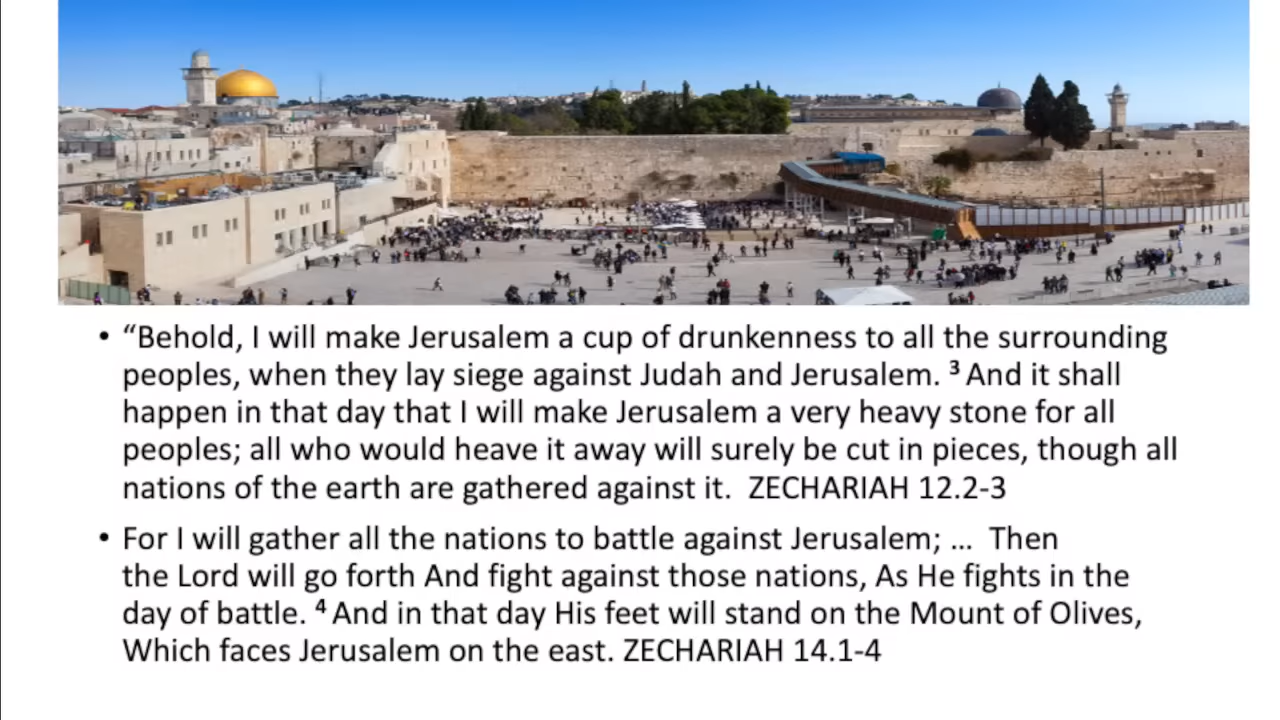 • “Behold, I will make Jerusalem a cup of drunkenness to all the surrounding
peoples, when they lay siege against Judah and Jerusalem. ³ And it shall
happen in that day that I will make Jerusalem a very heavy stone for all
peoples; all who would heave it away will surely be cut in pieces, though all
nations of the earth are gathered against it.  ZECHARIAH 12.2-3
• For I will gather all the nations to battle against Jerusalem; ...  Then
the Lord will go forth And fight against those nations, As He fights in the
day of battle. ⁴ And in that day His feet will stand on the Mount of Olives,
Which faces Jerusalem on the east. ZECHARIAH 14.1-4